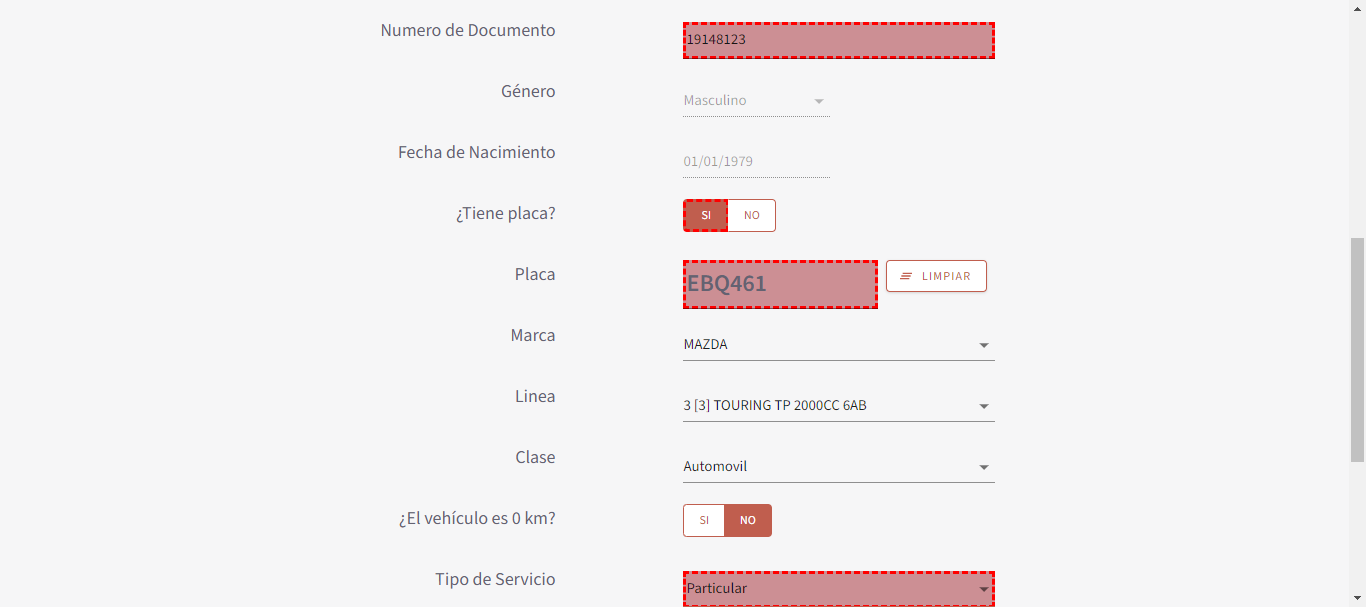 Numero de Documento 19148123
Género Masculino
Fecha de Nacimiento 01/01/1979
¿Tiene placa? SI NO
Placa EBQ461 LIMPIAR
Marca MAZDA
Linea 3 [3] TOURING TP 2000CC 6AB
Clase Automovil
¿El vehículo es 0 km? SI NO
Tipo de Servicio Particular